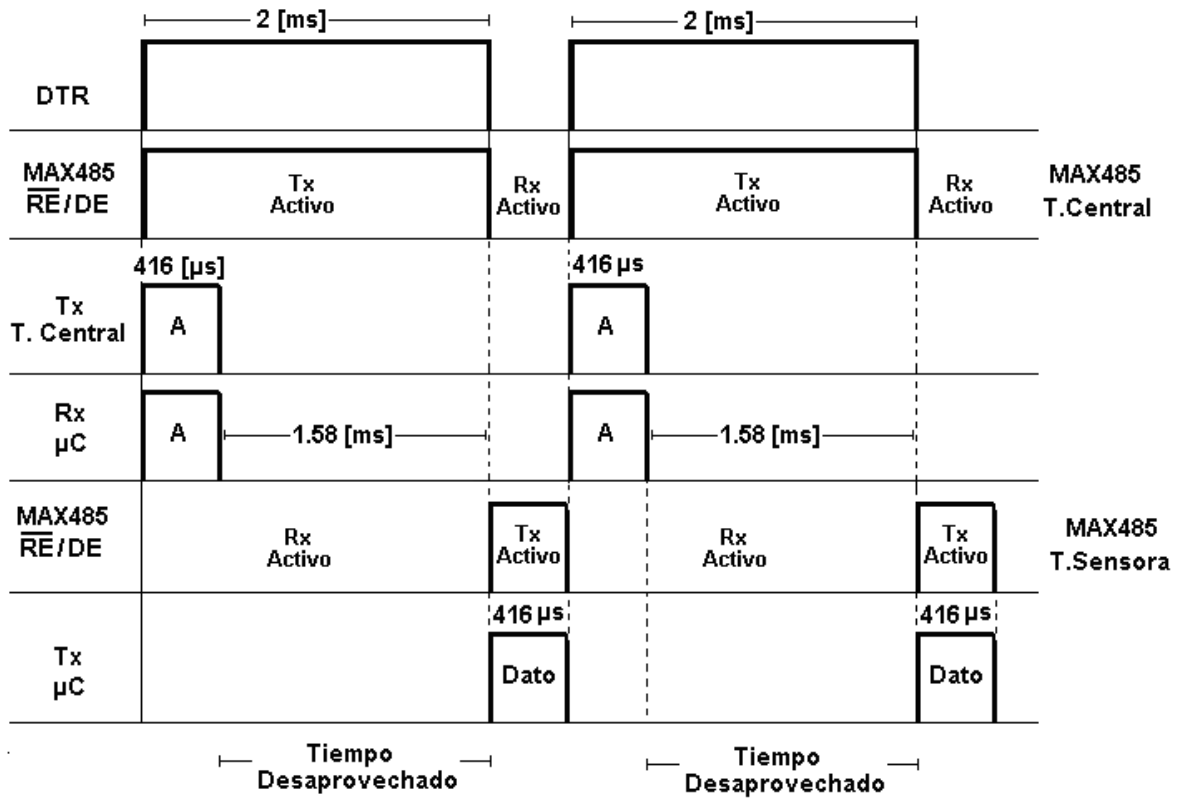 2 [ms]
2 [ms]
DTR
MAX485
RE/DE
Tx
Activo
Rx
Activo
Tx
Activo
Rx
Activo
MAX485
T.Central
416 [µs]
416 µs
Tx
T. Central
A
A
Rx
µC
A
1.58 [ms]
A
1.58 [ms]
MAX485
RE/DE
Rx
Activo
Tx
Activo
Rx
Activo
Tx
Activo
MAX485
T.Sensora
416 µs
416 µs
Tx
µC
Dato
Dato
Tiempo
Desaprovechado
Tiempo
Desaprovechado